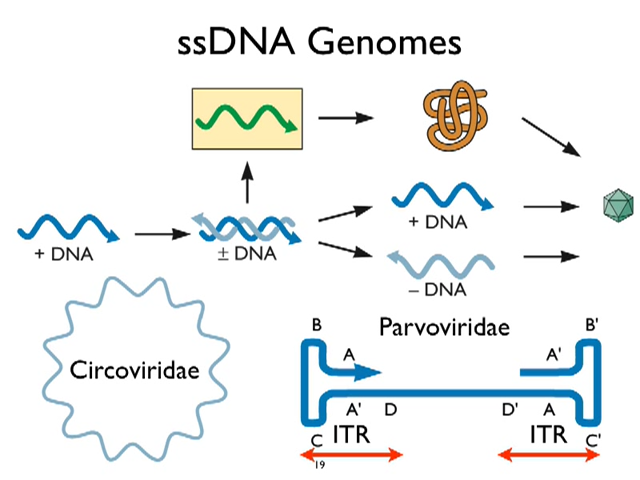 ssDNA Genomes
+ DNA
± DNA
+ DNA
– DNA
Circoviridae
Parvoviridae
B
B'
A
A'
A'
D
D'
A
C
ITR
ITR
C'
19